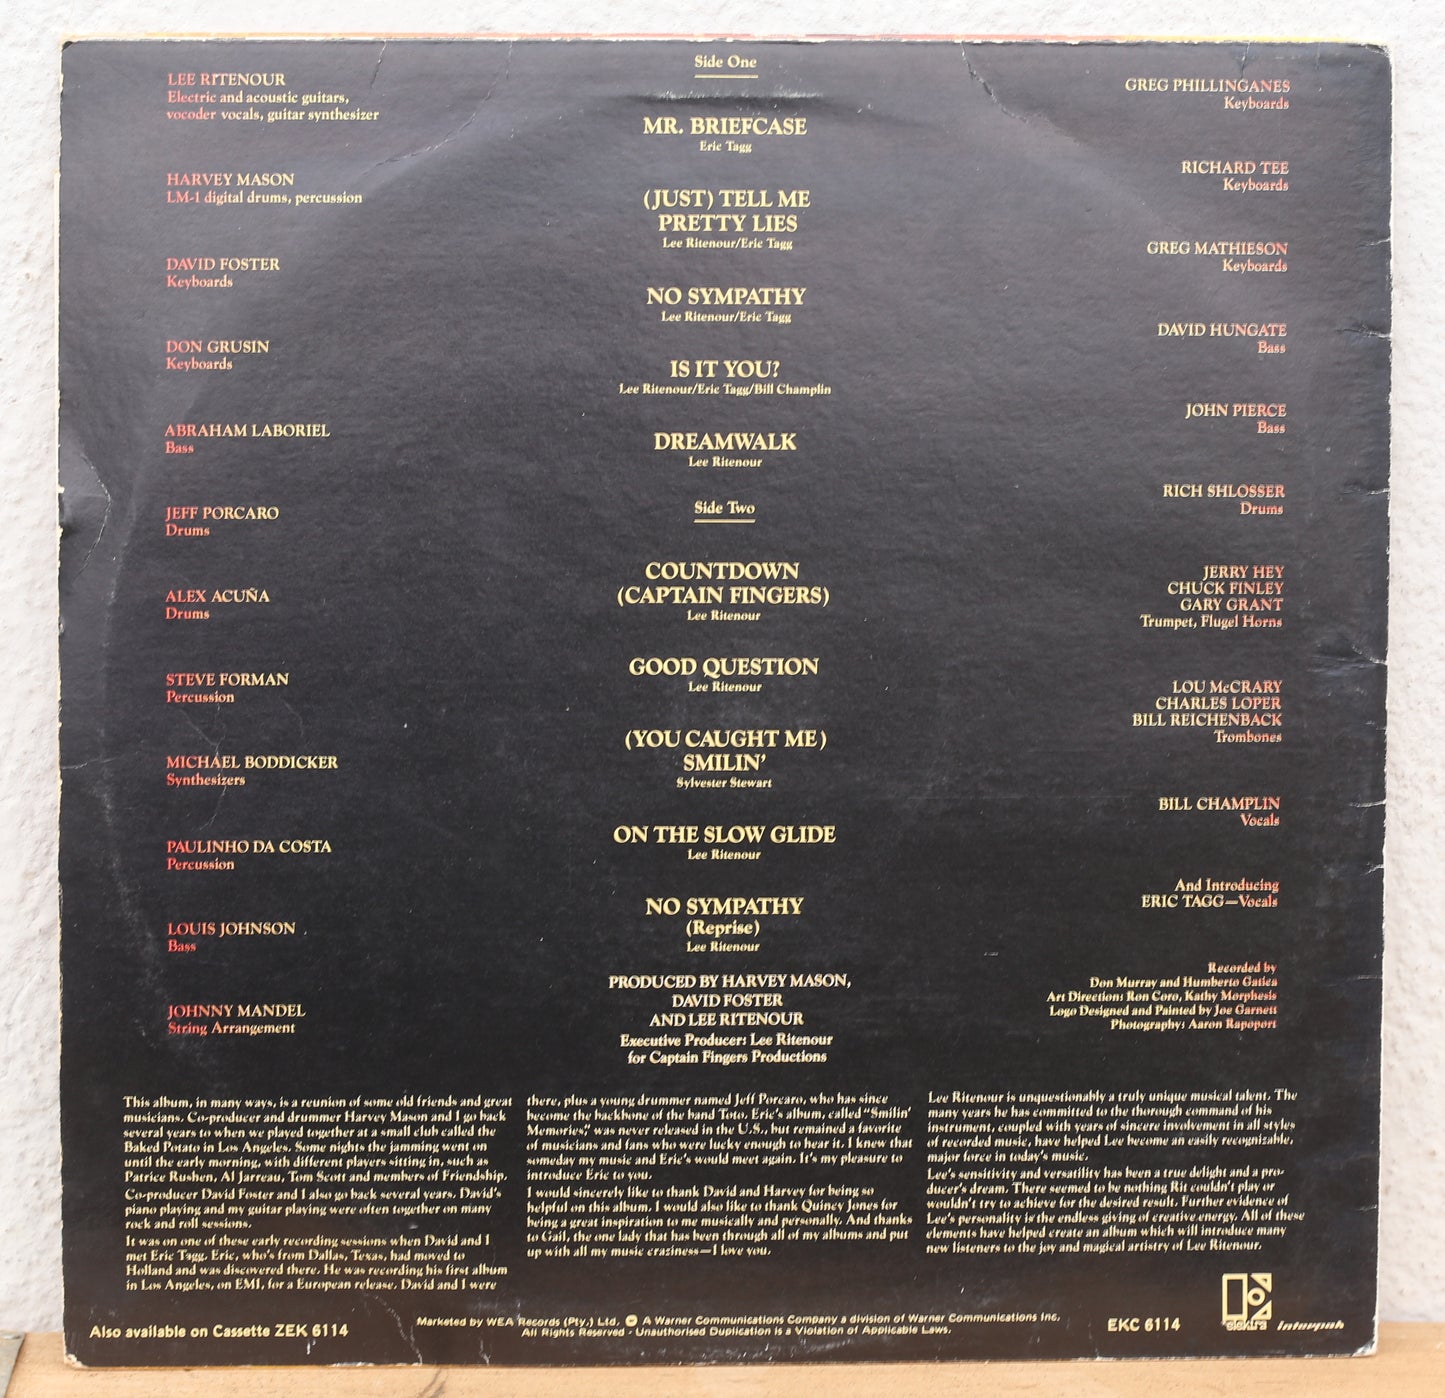 LEE RITENOUR
Electric and acoustic guitars,
vocoder vocals, guitar synthesizer
HARVEY MASON
LM-1 digital drums, percussion
DAVID FOSTER
Keyboards
DON GRUSIN
Keyboards
ABRAHAM LABORIEL
Bass
JEFF PORCARO
Drums
ALEX ACUÑA
Drums
STEVE FORMAN
Percussion
MICHAEL BODDICKER
Synthesizers
PAULINHO DA COSTA
Percussion
LOUIS JOHNSON
Bass
JOHNNY MANDEL
String Arrangement
Side One
MR. BRIEFCASE
Eric Tagg
(JUST) TELL ME
PRETTY LIES
Lee Ritenour/Eric Tagg
NO SYMPATHY
Lee Ritenour/Eric Tagg
IS IT YOU?
Lee Ritenour/Eric Tagg/Bill Champlin
DREAMWALK
Lee Ritenour
Side Two
COUNTDOWN
(CAPTAIN FINGERS)
Lee Ritenour
GOOD QUESTION
Lee Ritenour
(YOU CAUGHT ME)
SMILIN'
Sylvester Stewart
ON THE SLOW GLIDE
Lee Ritenour
NO SYMPATHY
(Reprise)
Lee Ritenour
PRODUCED BY HARVEY MASON,
DAVID FOSTER
AND LEE RITENOUR
Executive Producer: Lee Ritenour
for Captain Fingers Productions
GREG PHILLINGANES
Keyboards
RICHARD TEE
Keyboards
GREG MATHIESON
Keyboards
DAVID HUNGATE
Bass
JOHN PIERCE
Bass
RICH SHLOSSER
Drums
JERRY HEY
CHUCK FINLEY
GARY GRANT
Trumpet, Flugel Horns
LOU McCRARY
CHARLES LOPER
BILL REICHENBACK
Trombones
BILL CHAMPLIN
Vocals
And Introducing
ERIC TAGG—Vocals
Recorded by
Don Murray and Humberto Gatica
Art Direction: Ron Coro, Kathy Morphesis
Logo Designed and Painted by Joe Garnett
Photography: Aaron Rapoport
This album, in many ways, is a reunion of some old friends and great
musicians. Co-producer and drummer Harvey Mason and I go back
several years to when we played together at a small club called the
Baked Potato in Los Angeles. Some nights the jamming went on
until the early morning, with different players sitting in, such as
Patrice Rushen, Al Jarreau, Tom Scott and members of Friendship.
Co-producer David Foster and I also go back several years. David's
piano playing and my guitar playing were often together on many
rock and roll sessions.
It was on one of these early recording sessions when David and I
met Eric Tagg. Eric, who's from Dallas, Texas, had moved to
Holland and was discovered there. He was recording his first album
in Los Angeles, on EMI, for a European release. David and I were
there, plus a young drummer named Jeff Porcaro, who has since
become the backbone of the band Toto. Eric's album, called "Smilin'
Memories," was never released in the U.S., but remained a favorite
of musicians and fans who were lucky enough to hear it. I knew that
someday my music and Eric's would meet again. It's my pleasure to
introduce Eric to you.
I would sincerely like to thank David and Harvey for being so
helpful on this album. I would also like to thank Quincy Jones for
being a great inspiration to me musically and personally. And thanks
to Gail, the one lady that has been through all of my albums and put
up with all my music craziness—I love you.
Lee Ritenour is unquestionably a truly unique musical talent. The
many years he has committed to the thorough command of his
instrument, coupled with years of sincere involvement in all styles
of recorded music, have helped Lee become an easily recognizable,
major force in today's music.
Lee's sensitivity and versatility has been a true delight and a pro-
ducer's dream. There seemed to be nothing Rit couldn't play or
wouldn't try to achieve for the desired result. Further evidence of
Lee's personality is the endless giving of creative energy. All of these
elements have helped create an album which will introduce many
new listeners to the joy and magical artistry of Lee Ritenour.
Also available on Cassette ZEK 6114
Marketed by WEA Records (Pty.) Ltd. A Warner Communications Company a division of Warner Communications Inc.
All Rights Reserved - Unauthorised Duplication is a Violation of Applicable Laws.
EKC 6114
elektra
Interpak